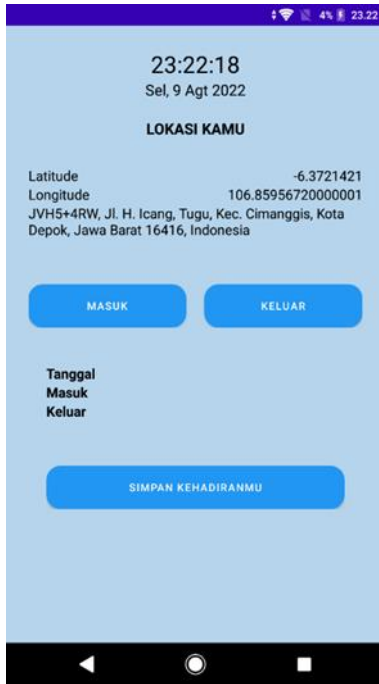 4% 23.22
23:22:18
Sel, 9 Agt 2022
LOKASI KAMU
Latitude -6.3721421
Longitude 106.85956720000001
JVH5+4RW, Jl. H. Icang, Tugu, Kec. Cimanggis, Kota
Depok, Jawa Barat 16416, Indonesia
MASUK KELUAR
Tanggal
Masuk
Keluar
SIMPAN KEHADIRANMU